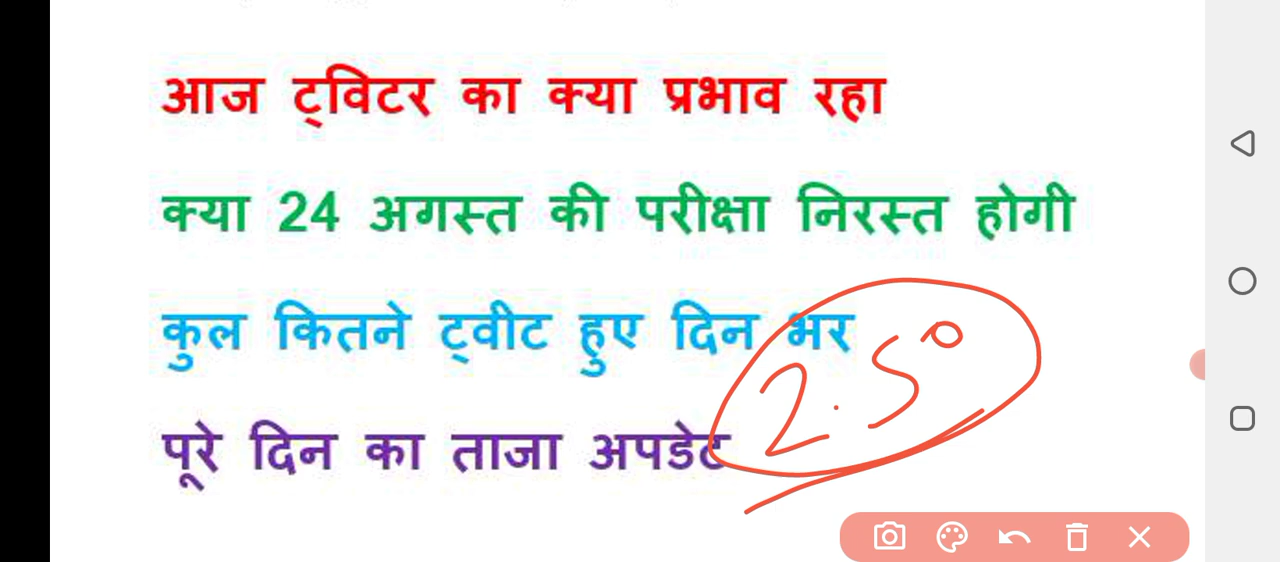 आज ट्विटर का क्या प्रभाव रहा
क्या 24 अगस्त की परीक्षा निरस्त होगी
कुल कितने ट्वीट हुए दिन भर
2.50
पूरे दिन का ताजा अपडेट